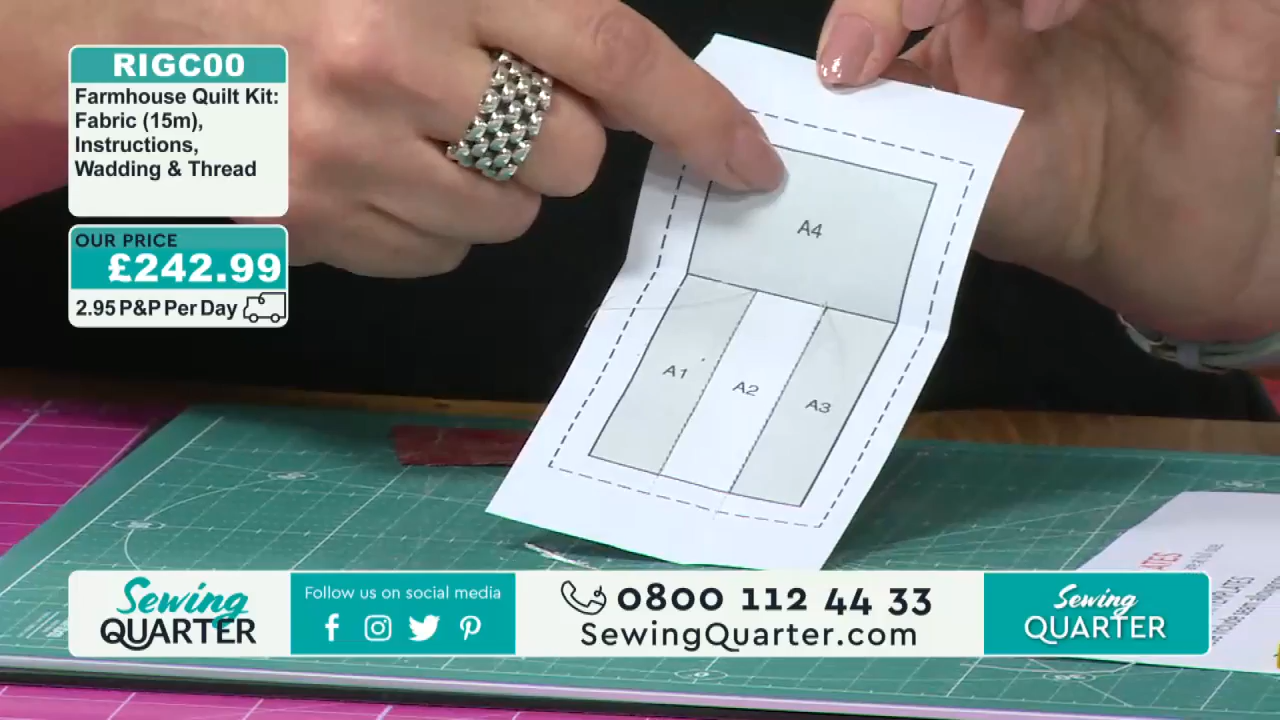 RIGC00
Farmhouse Quilt Kit:
Fabric (15m),
Instructions,
Wadding & Thread
OUR PRICE
£242.99
2.95 P&P Per Day
A4
A1
A2
A3
Sewing
QUARTER
Follow us on social media
0800 112 44 33
SewingQuarter.com
Sewing
QUARTER